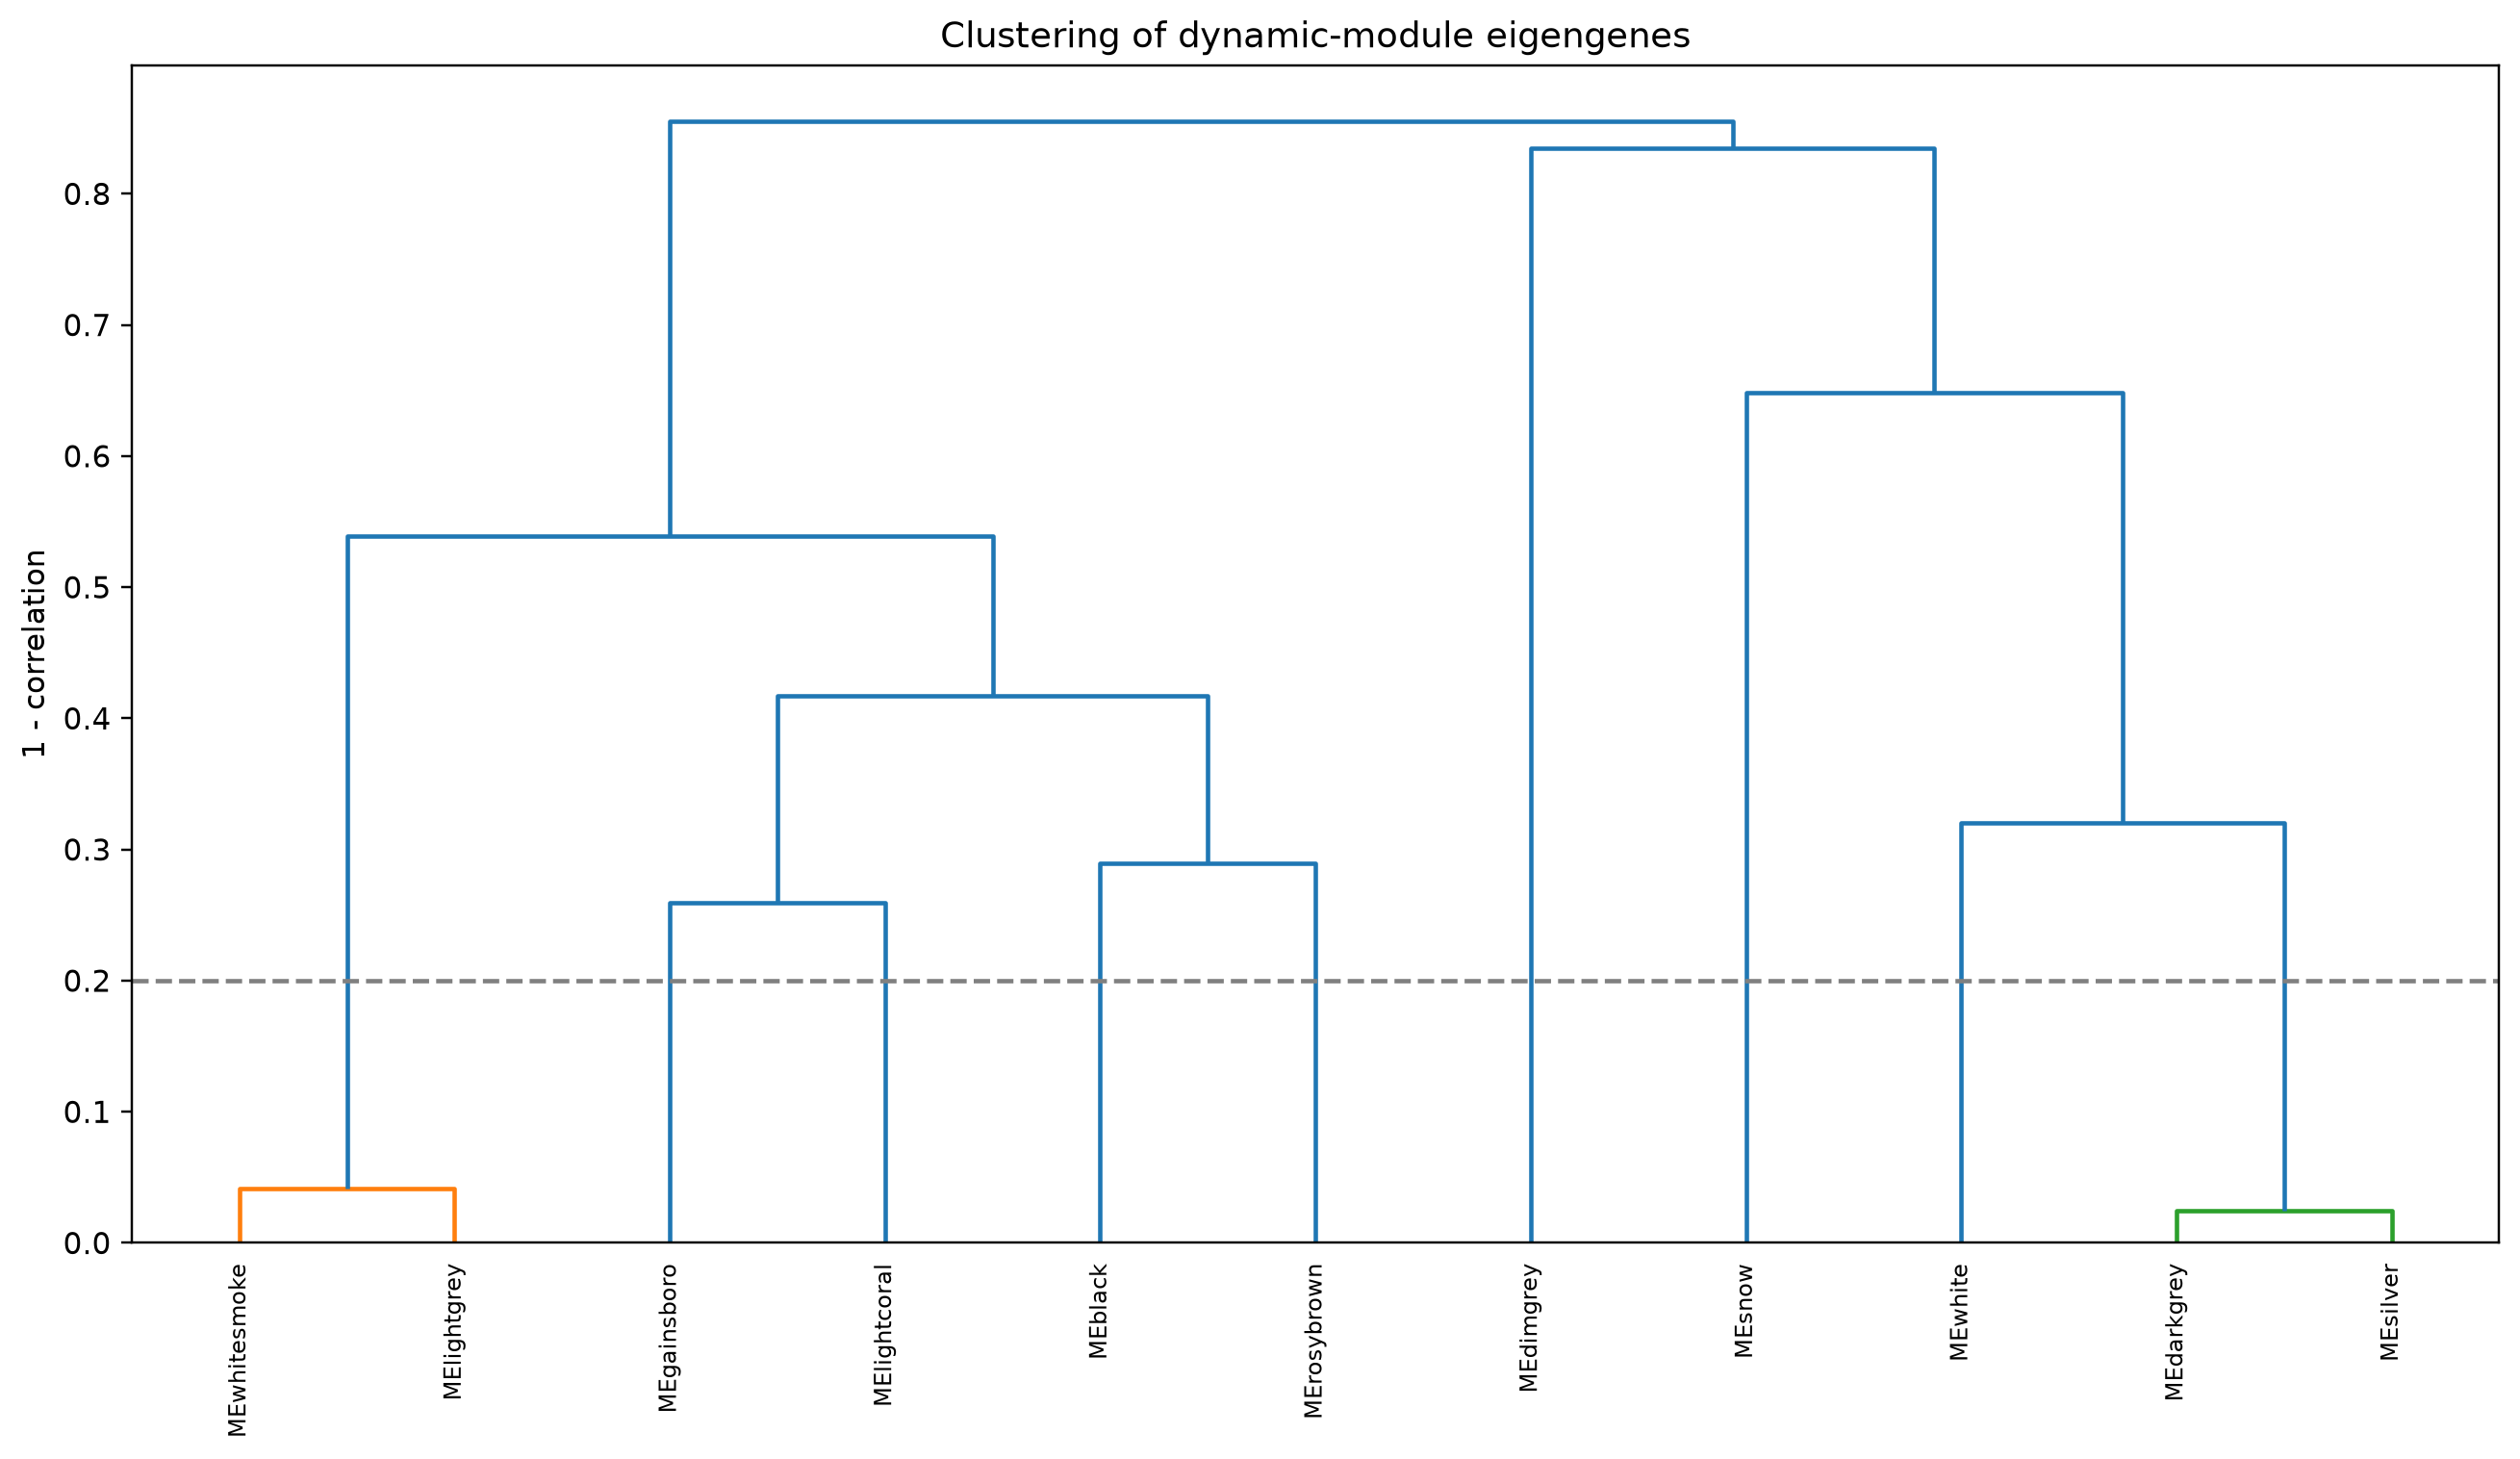 Clustering of dynamic-module eigengenes
1 - correlation
0.8
0.7
0.6
0.5
0.4
0.3
0.2
0.1
0.0
MEwhitesmoke
MElightgrey
MEgainsboro
MElightcoral
MEblack
MErosybrown
MEdimgrey
MEsnow
MEwhite
MEdarkgrey
MEsilver